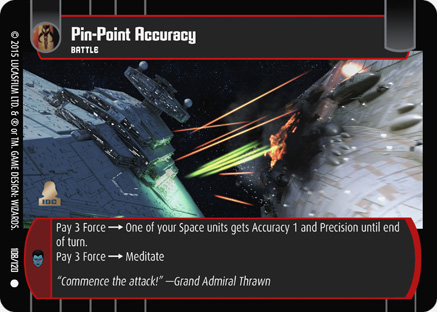 Pin-Point Accuracy
BATTLE
ISC
Pay 3 Force → One of your Space units gets Accuracy 1 and Precision until end
of turn.
Pay 3 Force → Meditate
“Commence the attack!” —Grand Admiral Thrawn
© 2015 LUCASFILM LTD. & ® or TM. GAME DESIGN: WIZARDS.
108/120